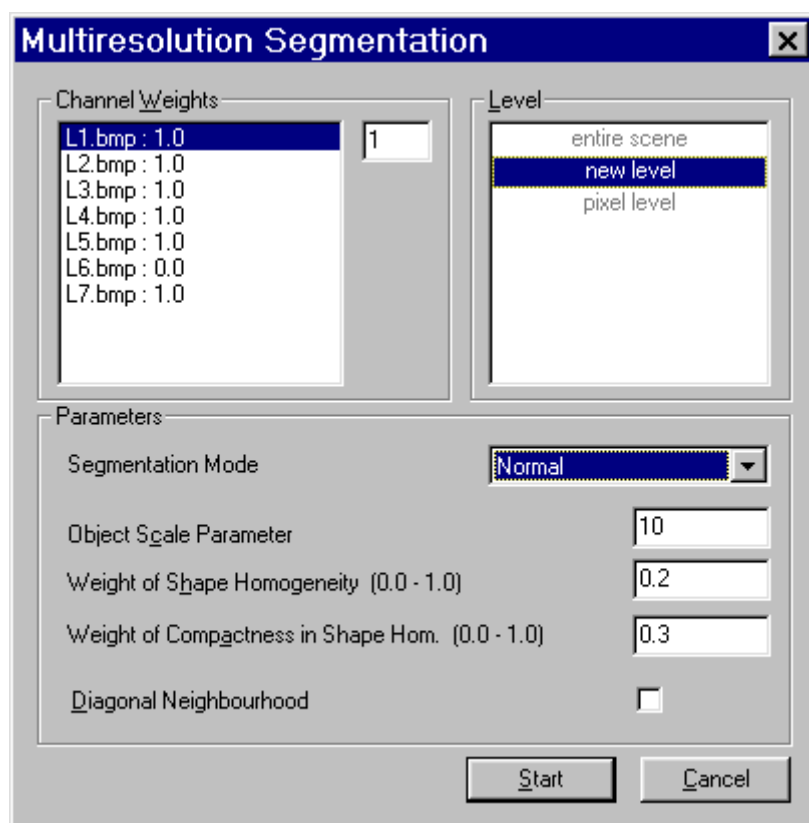 Multiresolution Segmentation
Channel Weights
L1.bmp : 1.0
L2.bmp : 1.0
L3.bmp : 1.0
L4.bmp : 1.0
L5.bmp : 1.0
L6.bmp : 0.0
L7.bmp : 1.0
1
Level
entire scene
new level
pixel level
Parameters
Segmentation Mode
Normal
Object Scale Parameter
10
Weight of Shape Homogeneity (0.0 - 1.0)
0.2
Weight of Compactness in Shape Hom. (0.0 - 1.0)
0.3
Diagonal Neighbourhood
Start
Cancel